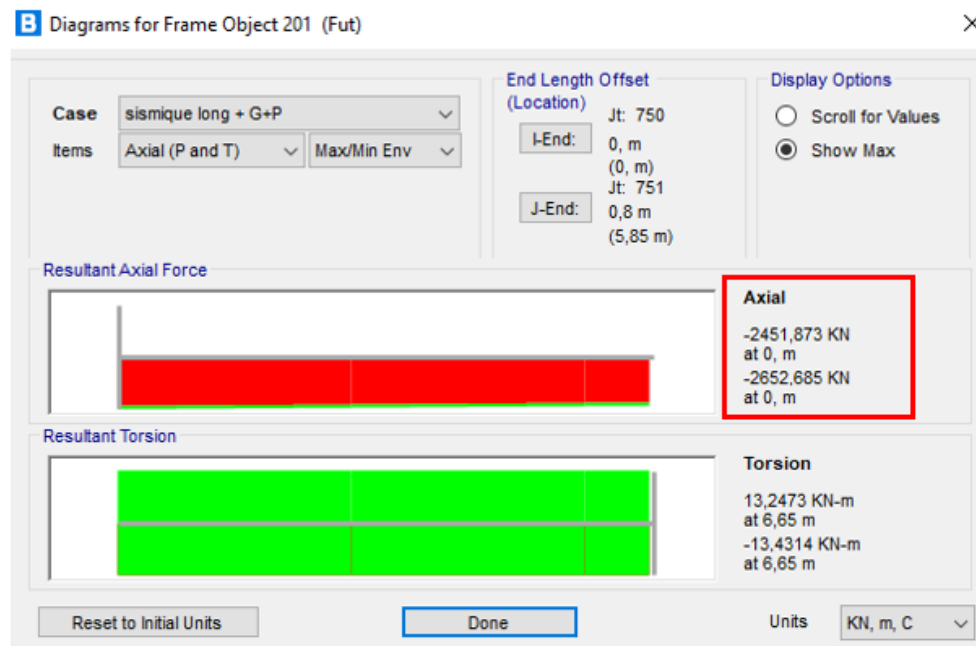 B Diagrams for Frame Object 201 (Fut)
End Length Offset
(Location)
Display Options
Case sismique long + G+P
Items Axial (P and T) Max/Min Env
I-End: Jt: 750
0, m
(0, m)
J-End: Jt: 751
0,8 m
(5,85 m)
Scroll for Values
Show Max
Resultant Axial Force
Axial
-2451,873 KN
at 0, m
-2652,685 KN
at 0, m
Resultant Torsion
Torsion
13,2473 KN-m
at 6,65 m
-13,4314 KN-m
at 6,65 m
Reset to Initial Units Done Units KN, m, C